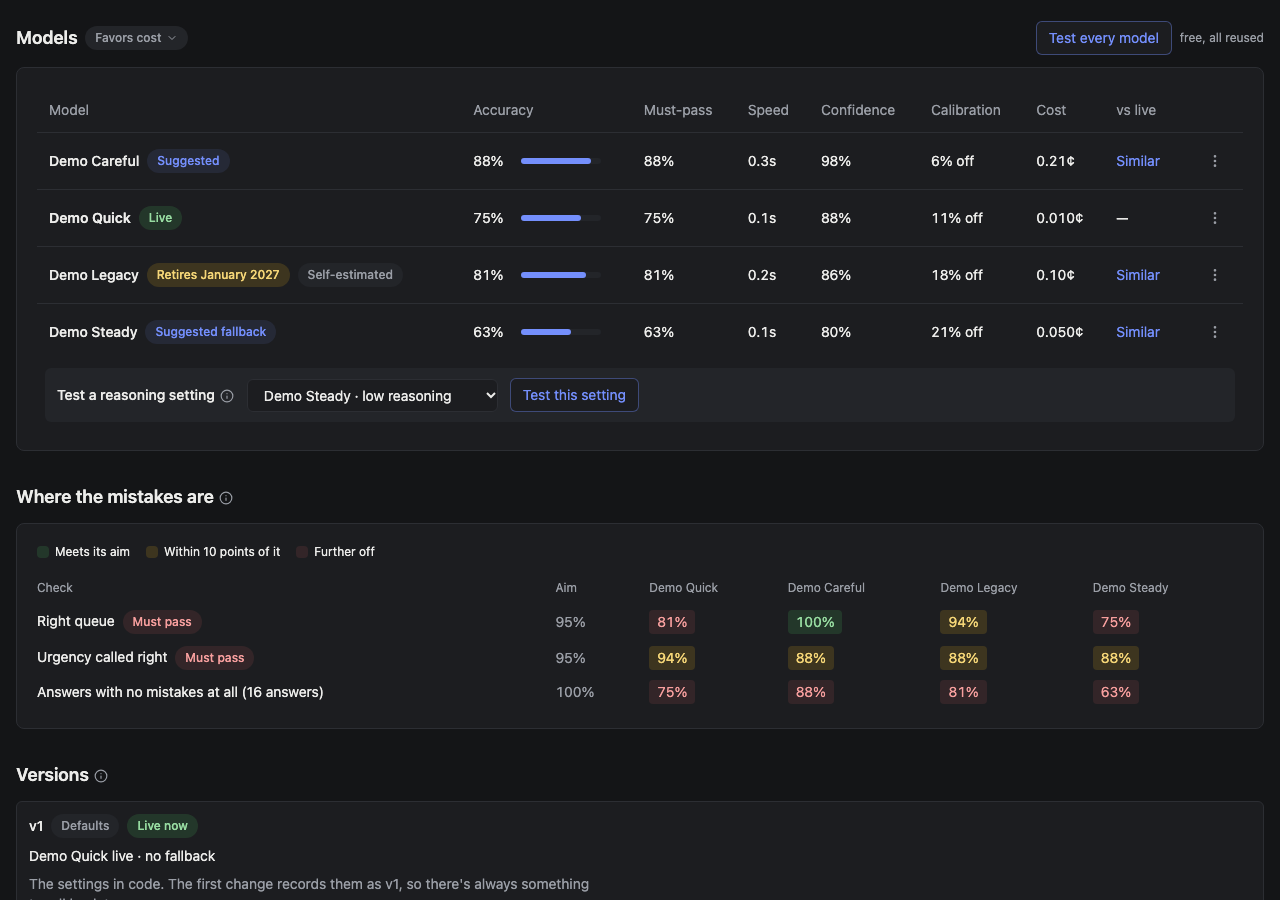 Models Favors cost Test every model free, all reused
Model Accuracy Must-pass Speed Confidence Calibration Cost vs live
Demo Careful Suggested 88% 88% 0.3s 98% 6% off 0.21¢ Similar
Demo Quick Live 75% 75% 0.1s 88% 11% off 0.010¢ —
Demo Legacy Retires January 2027 Self-estimated 81% 81% 0.2s 86% 18% off 0.10¢ Similar
Demo Steady Suggested fallback 63% 63% 0.1s 80% 21% off 0.050¢ Similar
Test a reasoning setting Demo Steady · low reasoning Test this setting
Where the mistakes are
Meets its aim Within 10 points of it Further off
Check Aim Demo Quick Demo Careful Demo Legacy Demo Steady
Right queue Must pass 95% 81% 100% 94% 75%
Urgency called right Must pass 95% 94% 88% 88% 88%
Answers with no mistakes at all (16 answers) 100% 75% 88% 81% 63%
Versions
v1 Defaults Live now
Demo Quick live · no fallback
The settings in code. The first change records them as v1, so there's always something